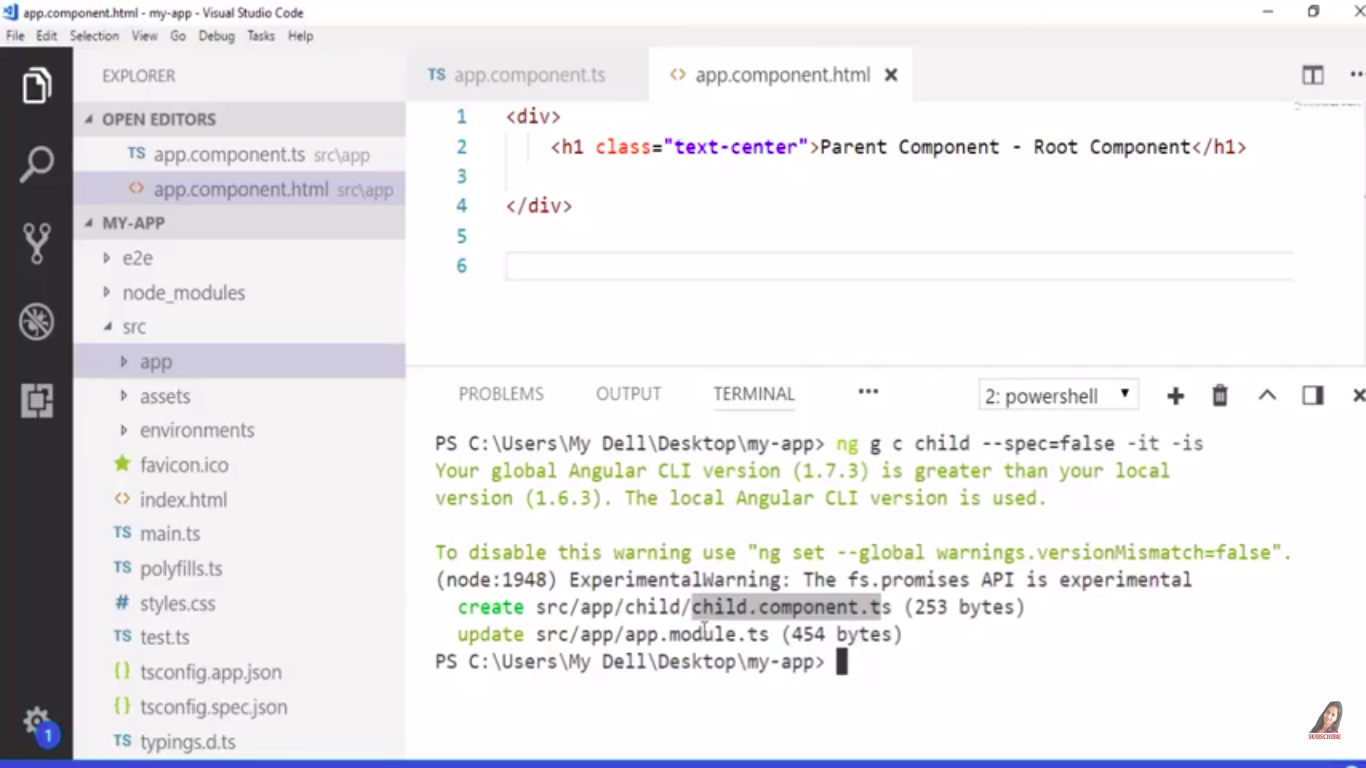 app.component.html - my-app - Visual Studio Code
File Edit Selection View Go Debug Tasks Help
EXPLORER
OPEN EDITORS
TS app.component.ts src\app
<> app.component.html src\app
MY-APP
e2e
node_modules
src
app
assets
environments
favicon.ico
<> index.html
TS main.ts
TS polyfills.ts
# styles.css
TS test.ts
{} tsconfig.app.json
{} tsconfig.spec.json
TS typings.d.ts
1
TS app.component.ts
<> app.component.html
1 <div>
2 <h1 class="text-center">Parent Component - Root Component</h1>
3
4 </div>
5
6
PROBLEMS OUTPUT TERMINAL ••• 2: powershell
PS C:\Users\My Dell\Desktop\my-app> ng g c child --spec=false -it -is
Your global Angular CLI version (1.7.3) is greater than your local
version (1.6.3). The local Angular CLI version is used.
To disable this warning use "ng set --global warnings.versionMismatch=false".
(node:1948) ExperimentalWarning: The fs.promises API is experimental
create src/app/child/child.component.ts (253 bytes)
update src/app/app.module.ts (454 bytes)
PS C:\Users\My Dell\Desktop\my-app>
SUBSCRIBE